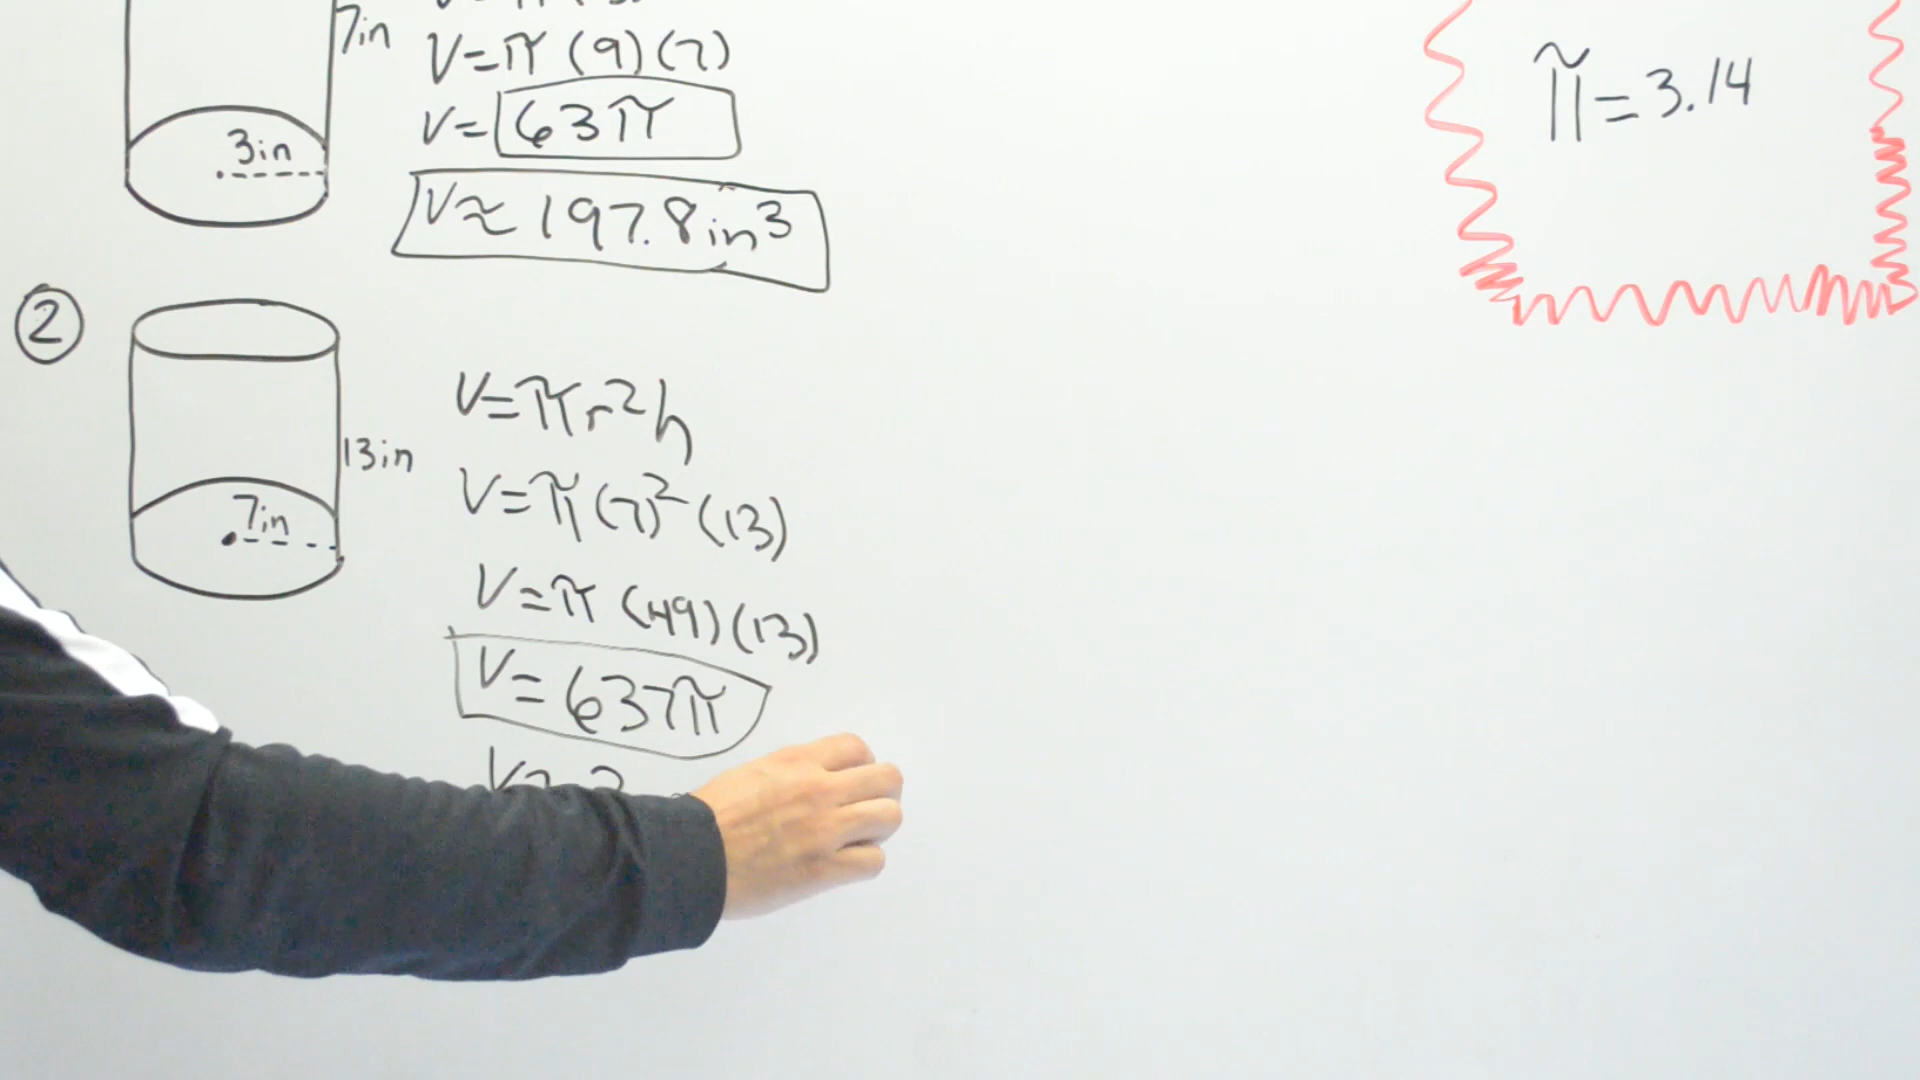 7in
V=π(9)(7)
V=63π
3in
V≈197.8in³
π=3.14
2
13in
7in
V=πr²h
V=π(7)²(13)
V=π(49)(13)
V=637π